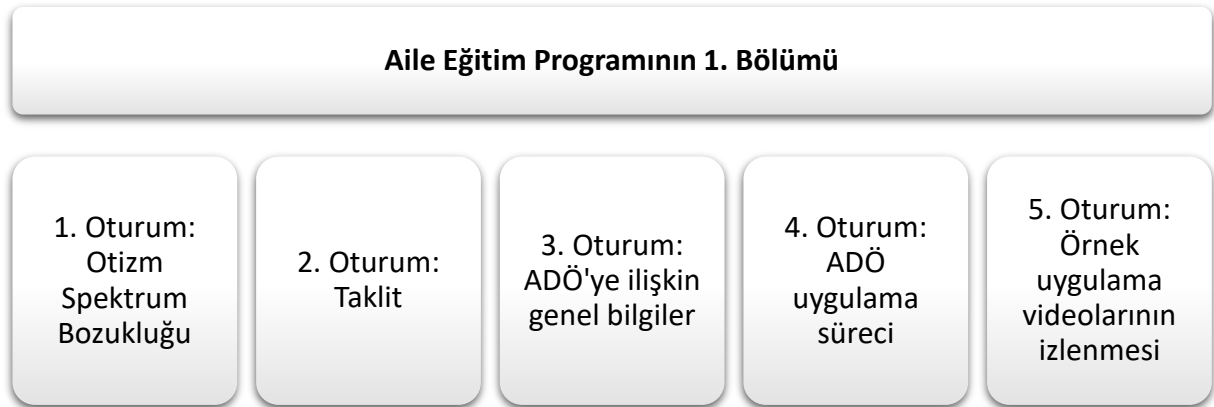 Aile Eğitim Programının 1. Bölümü
1. Oturum:
Otizm
Spektrum
Bozukluğu
2. Oturum:
Taklit
3. Oturum:
ADÖ'ye ilişkin
genel bilgiler
4. Oturum:
ADÖ
uygulama
süreci
5. Oturum:
Örnek
uygulama
videolarının
izlenmesi